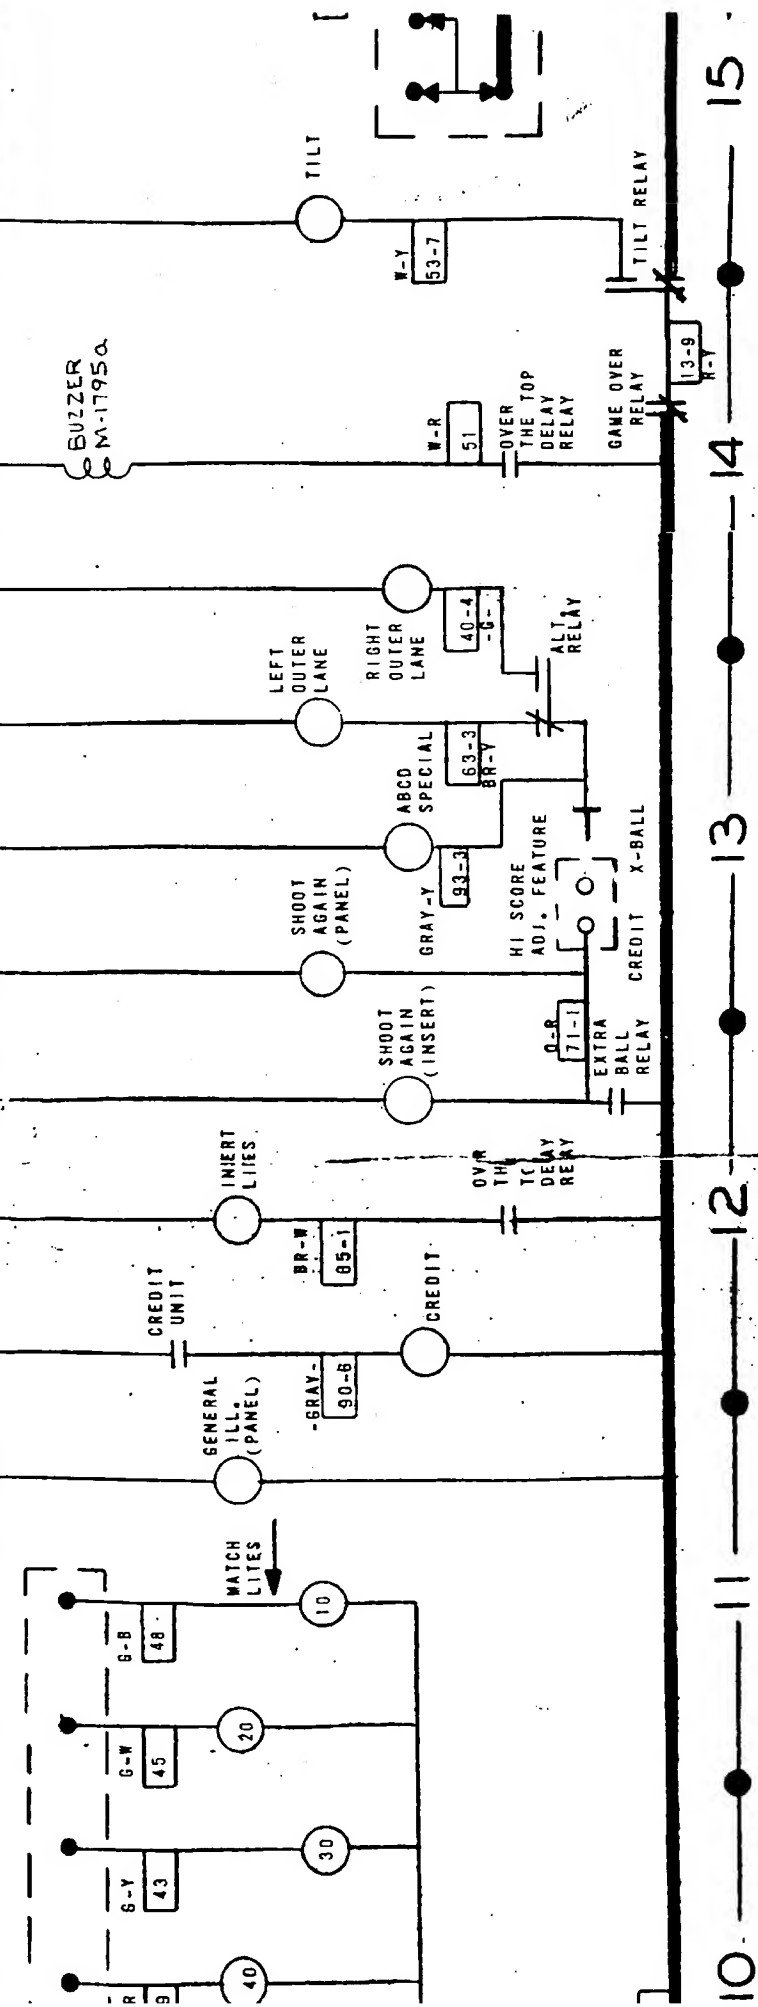 15
TILT
W-Y
53-7
TILT RELAY
13-9
R-Y
BUZZER
M-1795a
W-R
51
OVER
THE TOP
DELAY
RELAY
GAME OVER
RELAY
14
RIGHT
OUTER
LANE
40-4
-G-
ALT.
RELAY
LEFT
OUTER
LANE
63-3
BR-Y
ABCD
SPECIAL
GRAY-Y
93-3
HI SCORE
ADJ. FEATURE
CREDIT X-BALL
13
SHOOT
AGAIN
(PANEL)
SHOOT
AGAIN
(INSERT)
O-R
71-1
EXTRA
BALL
RELAY
INSERT
LITES
BR-W
85-1
DELAY
RELAY
12
CREDIT
UNIT
-GRAY-
90-6
CREDIT
GENERAL
ILL.
(PANEL)
11
MATCH
LITES
G-B
48
10
G-W
45
20
G-Y
43
30
R
9
40
10